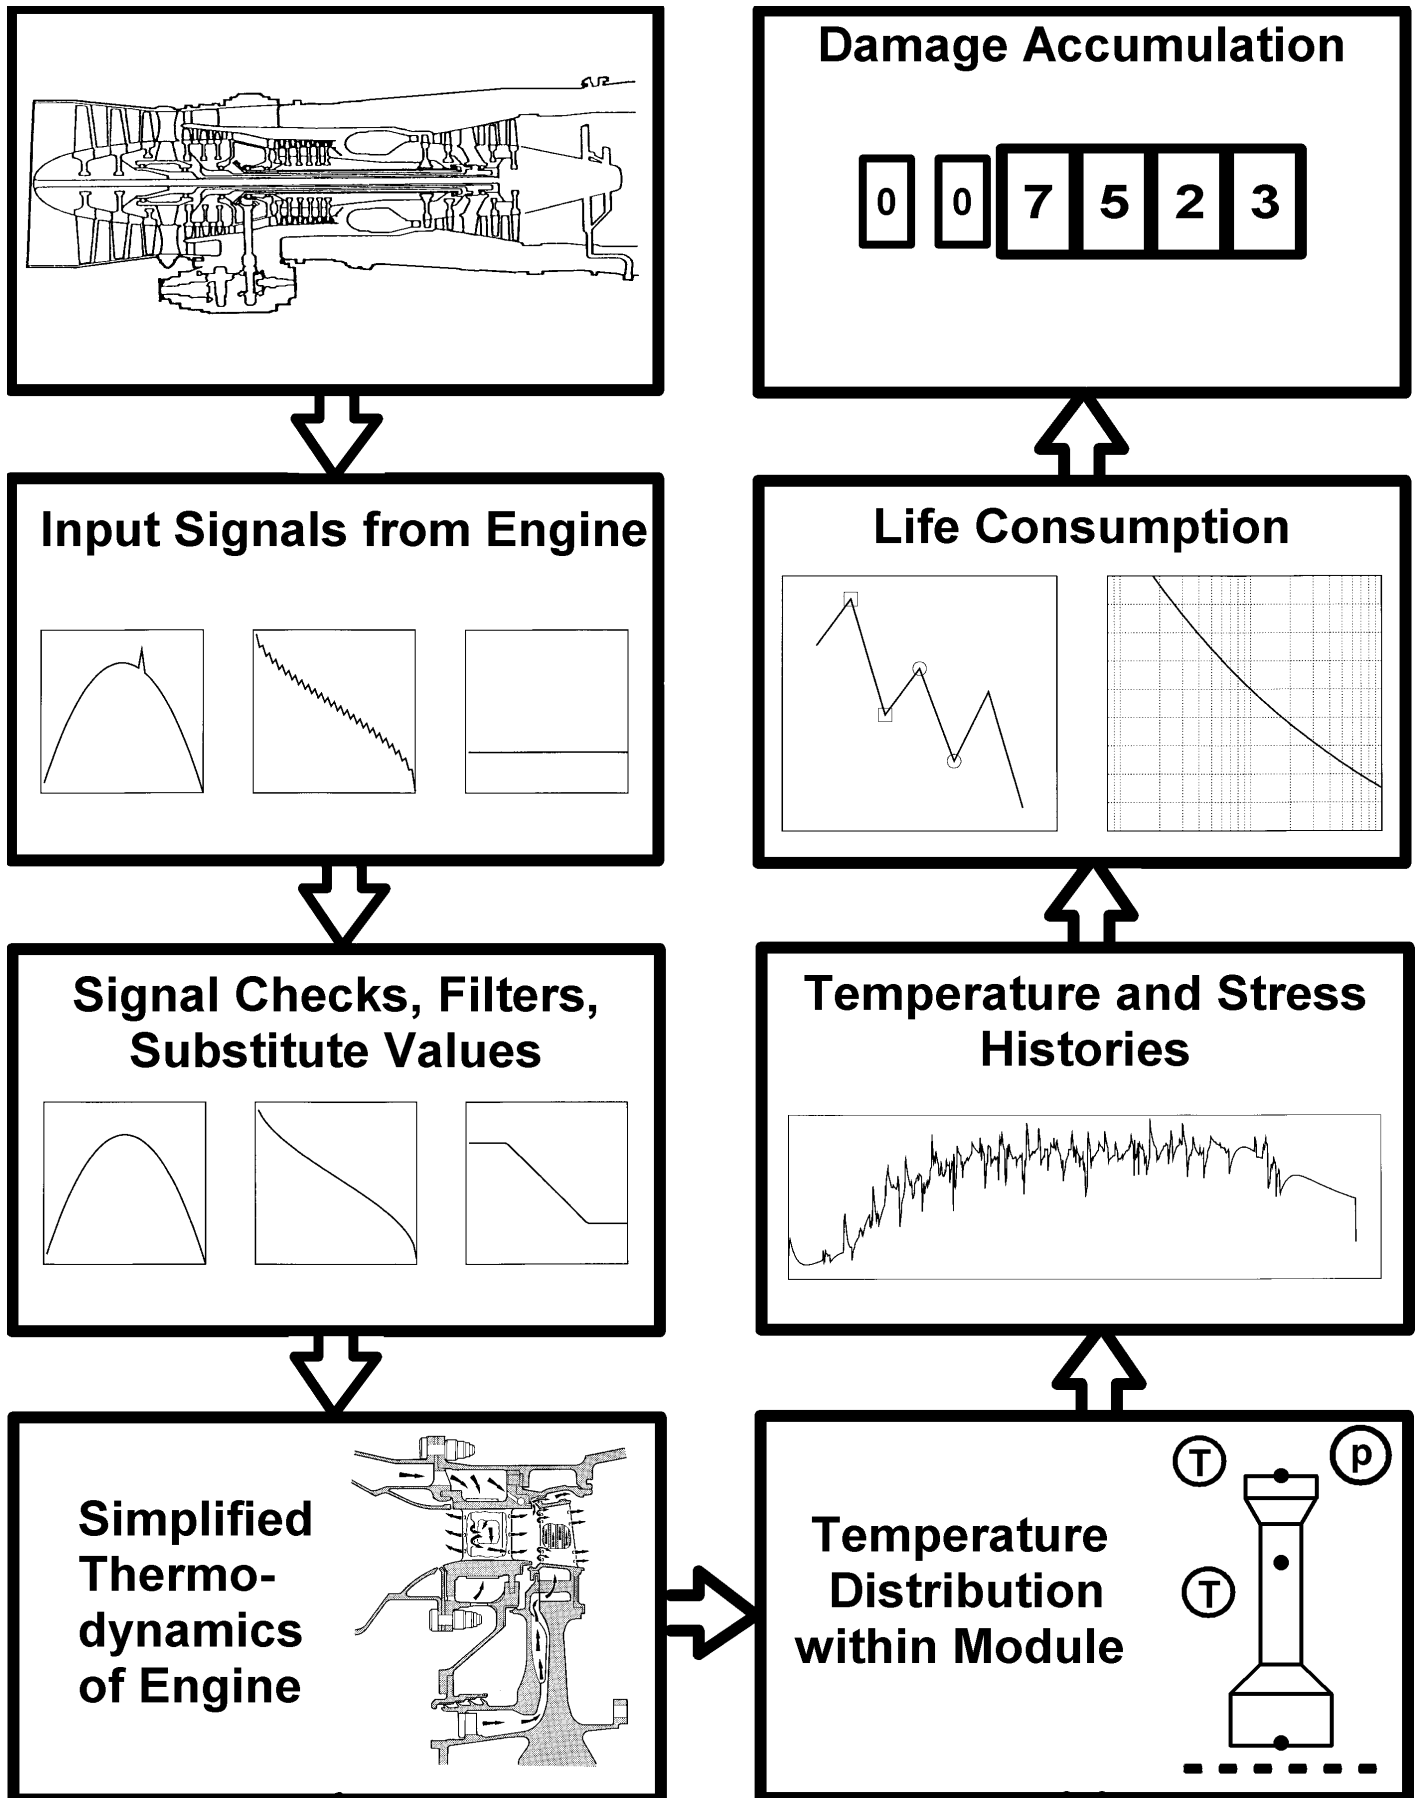 Input Signals from Engine
Signal Checks, Filters,
Substitute Values
Simplified
Thermo-
dynamics
of Engine
Temperature
Distribution
within Module
T
p
T
Temperature and Stress
Histories
Life Consumption
Damage Accumulation
0 0 7 5 2 3